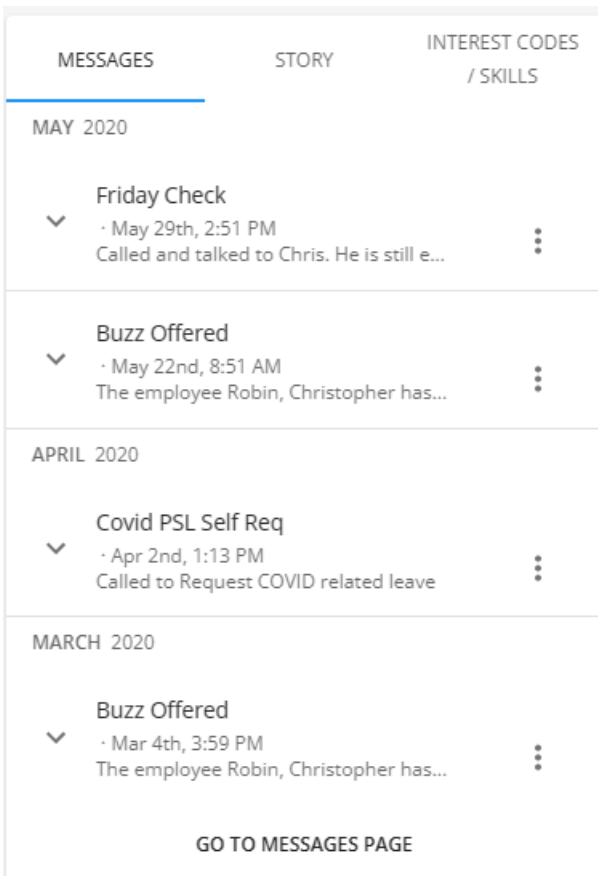 MESSAGES
STORY
INTEREST CODES
/ SKILLS
MAY 2020
Friday Check
· May 29th, 2:51 PM
Called and talked to Chris. He is still e...
Buzz Offered
· May 22nd, 8:51 AM
The employee Robin, Christopher has...
APRIL 2020
Covid PSL Self Req
· Apr 2nd, 1:13 PM
Called to Request COVID related leave
MARCH 2020
Buzz Offered
· Mar 4th, 3:59 PM
The employee Robin, Christopher has...
GO TO MESSAGES PAGE